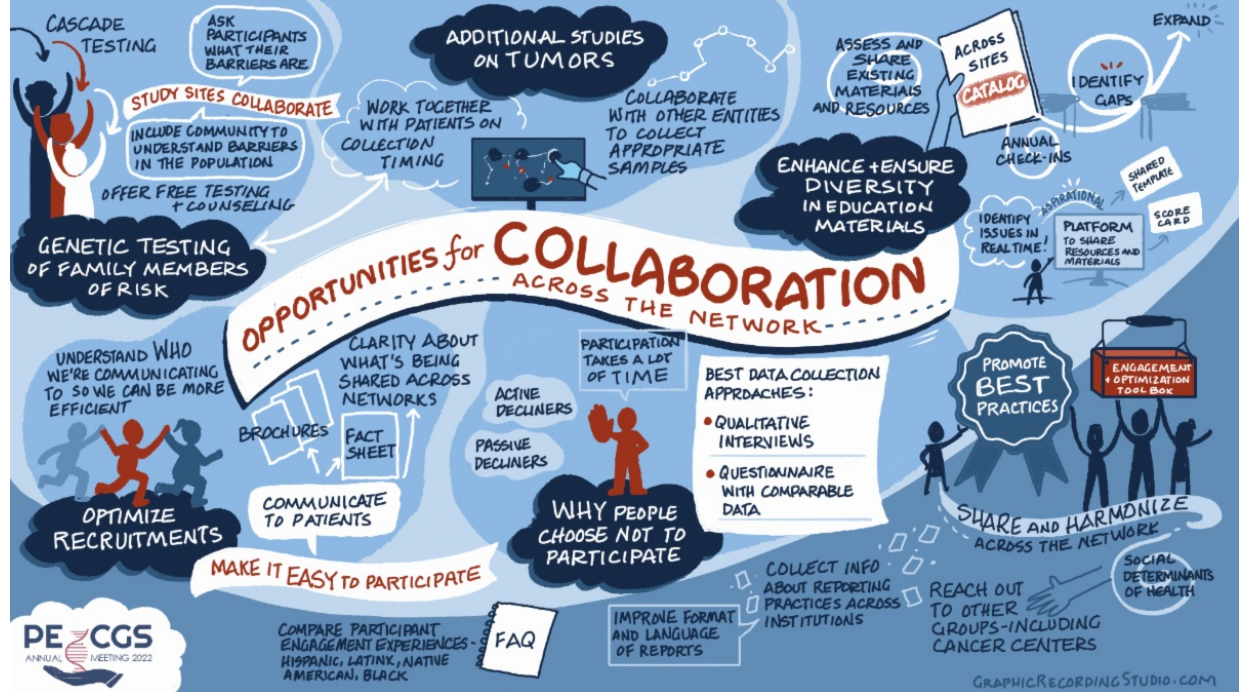 CASCADE
TESTING
ASK
PARTICIPANTS
WHAT THEIR
BARRIERS ARE
STUDY SITES COLLABORATE
INCLUDE COMMUNITY TO
UNDERSTAND BARRIERS
IN THE POPULATION
OFFER FREE TESTING
+ COUNSELING
GENETIC TESTING
OF FAMILY MEMBERS
OF RISK
ADDITIONAL STUDIES
ON TUMORS
WORK TOGETHER
WITH PATIENTS ON
COLLECTION
TIMING
COLLABORATE
WITH OTHER ENTITIES
TO COLLECT
APPROPRIATE
SAMPLES
ASSESS AND
SHARE
EXISTING
MATERIALS
AND RESOURCES
ACROSS
SITES
CATALOG
IDENTIFY
GAPS
EXPAND
ANNUAL
CHECK-INS
ENHANCE + ENSURE
DIVERSITY
IN EDUCATION
MATERIALS
IDENTIFY
ISSUES IN
REAL TIME!
ASPIRATIONAL
PLATFORM
TO SHARE
RESOURCES AND
MATERIALS
SHARED
TEMPLATE
SCORE
CARD
OPPORTUNITIES for COLLABORATION
ACROSS THE NETWORK
UNDERSTAND WHO
WE'RE COMMUNICATING
TO SO WE CAN BE MORE
EFFICIENT
OPTIMIZE
RECRUITMENTS
CLARITY ABOUT
WHAT'S BEING
SHARED ACROSS
NETWORKS
BROCHURES
FACT
SHEET
COMMUNICATE
TO PATIENTS
MAKE IT EASY TO PARTICIPATE
PARTICIPATION
TAKES A LOT
OF TIME
ACTIVE
DECLINERS
PASSIVE
DECLINERS
WHY PEOPLE
CHOOSE NOT TO
PARTICIPATE
BEST DATA COLLECTION
APPROACHES:
• QUALITATIVE
INTERVIEWS
• QUESTIONNAIRE
WITH COMPARABLE
DATA
PROMOTE
BEST
PRACTICES
ENGAGEMENT
+ OPTIMIZATION
TOOL BOX
SHARE AND HARMONIZE
ACROSS THE NETWORK
SOCIAL
DETERMINANTS
OF HEALTH
REACH OUT
TO OTHER
GROUPS-INCLUDING
CANCER CENTERS
COLLECT INFO
ABOUT REPORTING
PRACTICES ACROSS
INSTITUTIONS
IMPROVE FORMAT
AND LANGUAGE
OF REPORTS
FAQ
COMPARE PARTICIPANT
ENGAGEMENT EXPERIENCES-
HISPANIC, LATINX, NATIVE
AMERICAN, BLACK
PE CGS
ANNUAL MEETING 2022
GRAPHICRECORDINGSTUDIO.COM